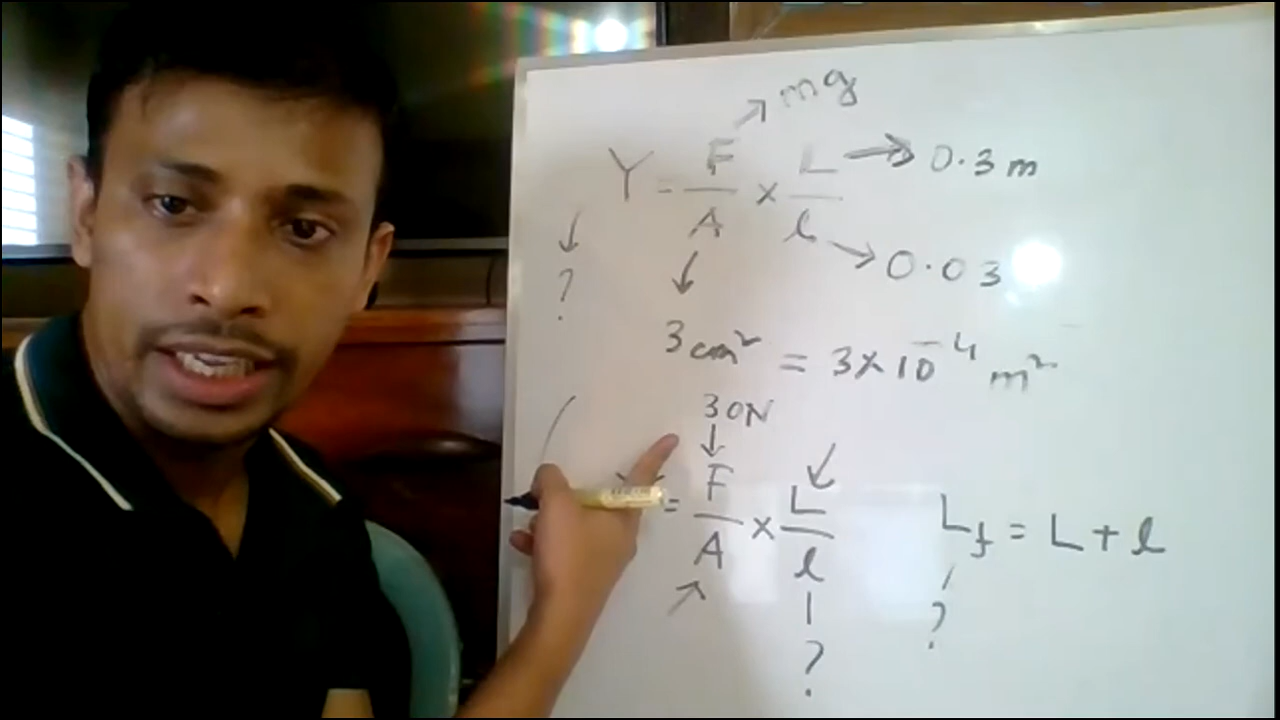 → mg
Y = F/A × L/l ⇒ 0.3 m
↓ ? ↓ → 0.03
3 cm² = 3×10⁻⁴ m²
30N
↓
= F/A × L/l L_f = L + l
? ?